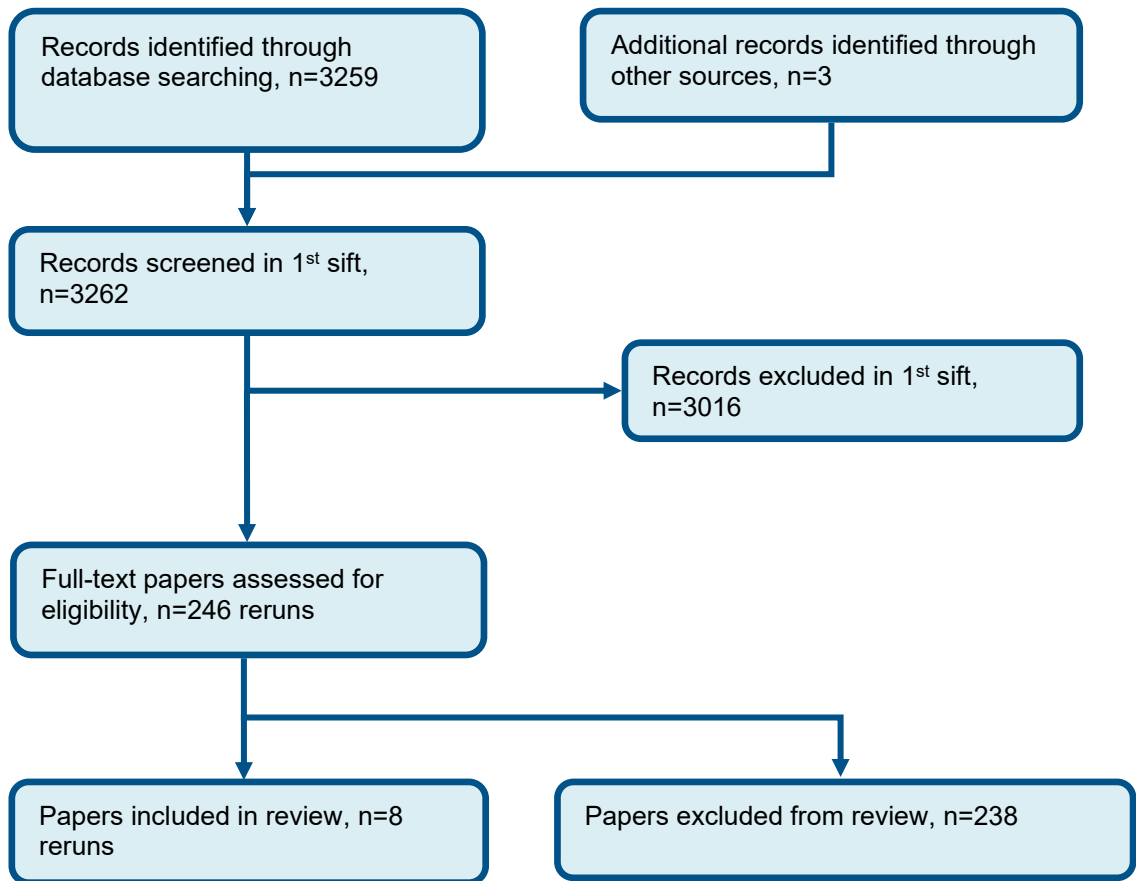 Records identified through
database searching, n=3259
Additional records identified through
other sources, n=3
Records screened in 1st sift,
n=3262
Records excluded in 1st sift,
n=3016
Full-text papers assessed for
eligibility, n=246 reruns
Papers included in review, n=8
reruns
Papers excluded from review, n=238